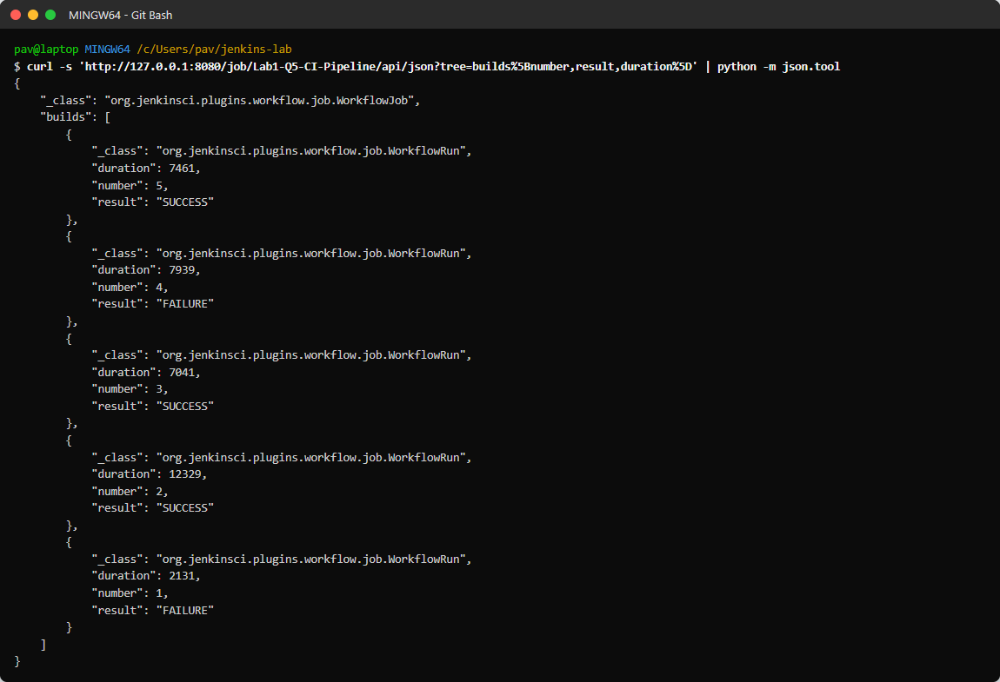 MINGW64 - Git Bash
pav@laptop MINGW64 /c/Users/pav/jenkins-lab
$ curl -s 'http://127.0.0.1:8080/job/Lab1-Q5-CI-Pipeline/api/json?tree=builds%5Bnumber,result,duration%5D' | python -m json.tool
{
    "_class": "org.jenkinsci.plugins.workflow.job.WorkflowJob",
    "builds": [
        {
            "_class": "org.jenkinsci.plugins.workflow.job.WorkflowRun",
            "duration": 7461,
            "number": 5,
            "result": "SUCCESS"
        },
        {
            "_class": "org.jenkinsci.plugins.workflow.job.WorkflowRun",
            "duration": 7939,
            "number": 4,
            "result": "FAILURE"
        },
        {
            "_class": "org.jenkinsci.plugins.workflow.job.WorkflowRun",
            "duration": 7041,
            "number": 3,
            "result": "SUCCESS"
        },
        {
            "_class": "org.jenkinsci.plugins.workflow.job.WorkflowRun",
            "duration": 12329,
            "number": 2,
            "result": "SUCCESS"
        },
        {
            "_class": "org.jenkinsci.plugins.workflow.job.WorkflowRun",
            "duration": 2131,
            "number": 1,
            "result": "FAILURE"
        }
    ]
}